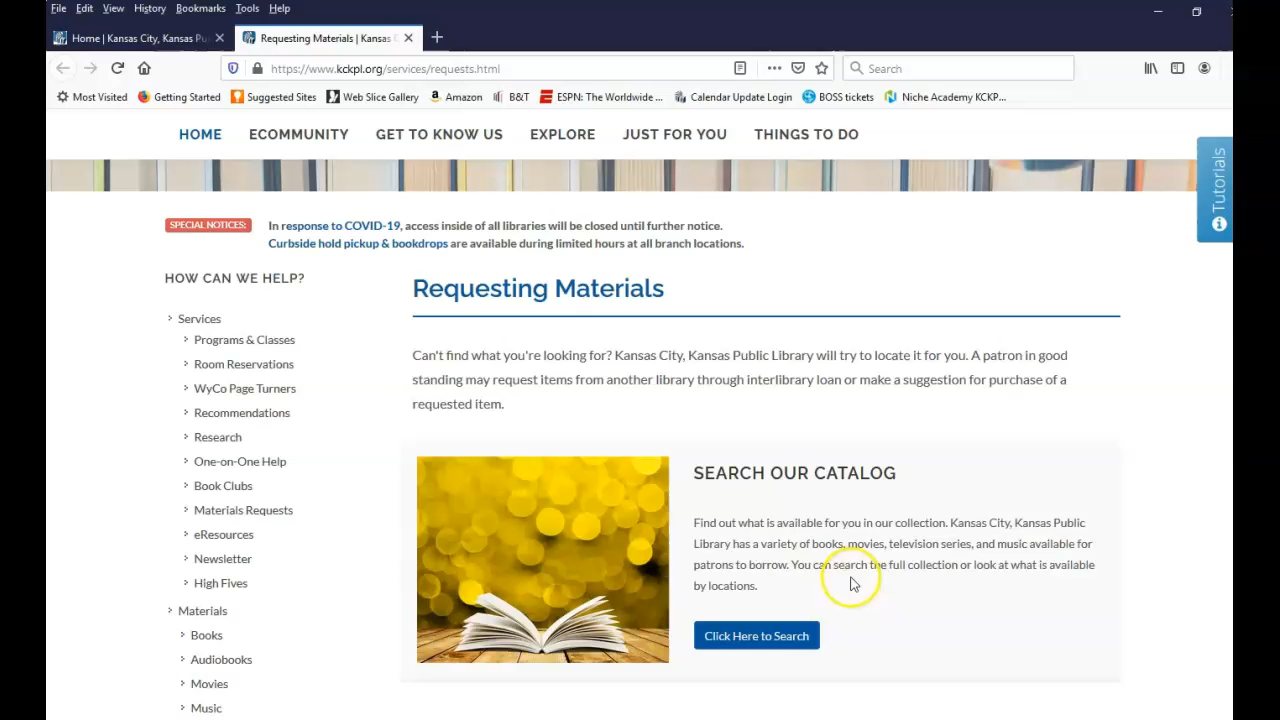 File Edit View History Bookmarks Tools Help
Home | Kansas City, Kansas Pu
Requesting Materials | Kansas C
https://www.kckpl.org/services/requests.html
Search
Most Visited Getting Started Suggested Sites Web Slice Gallery Amazon B&T ESPN: The Worldwide ... Calendar Update Login BOSS tickets Niche Academy KCKP...
HOME ECOMMUNITY GET TO KNOW US EXPLORE JUST FOR YOU THINGS TO DO
Tutorials
SPECIAL NOTICES: In response to COVID-19, access inside of all libraries will be closed until further notice.
Curbside hold pickup & bookdrops are available during limited hours at all branch locations.
HOW CAN WE HELP?
Services
Programs & Classes
Room Reservations
WyCo Page Turners
Recommendations
Research
One-on-One Help
Book Clubs
Materials Requests
eResources
Newsletter
High Fives
Materials
Books
Audiobooks
Movies
Music
Requesting Materials
Can't find what you're looking for? Kansas City, Kansas Public Library will try to locate it for you. A patron in good
standing may request items from another library through interlibrary loan or make a suggestion for purchase of a
requested item.
SEARCH OUR CATALOG
Find out what is available for you in our collection. Kansas City, Kansas Public
Library has a variety of books, movies, television series, and music available for
patrons to borrow. You can search the full collection or look at what is available
by locations.
Click Here to Search